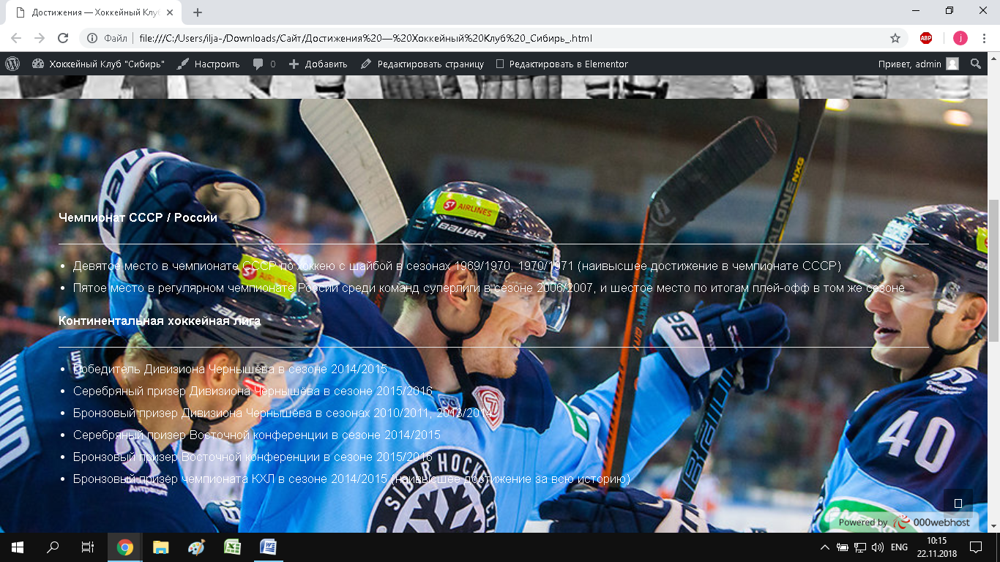 Достижения — Хоккейный Клуб
Файл
file:///C:/Users/ilja-/Downloads/Сайт/Достижения%20—%20Хоккейный%20Клуб%20_Сибирь_.html
ABP
j
Хоккейный Клуб "Сибирь"
Настроить
0
Добавить
Редактировать страницу
Редактировать в Elementor
Привет, admin
BAUER
S7 AIRLINES
BAUER
TOTALONE NXG
Чемпионат СССР / России
Девятое место в чемпионате СССР по хоккею с шайбой в сезонах 1969/1970, 1970/1971 (наивысшее достижение в чемпионате СССР)
S7 AIRLINES
Пятое место в регулярном чемпионате России среди команд суперлиги в сезоне 2006/2007, и шестое место по итогам плей-офф в том же сезоне
Континентальная хоккейная лига
Победитель Дивизиона Чернышёва в сезоне 2014/2015
Серебряный призер Дивизиона Чернышёва в сезоне 2015/2016
Бронзовый призер Дивизиона Чернышёва в сезонах 2010/2011, 2013/2014
Серебряный призер Восточной конференции в сезоне 2014/2015
40
Бронзовый призер Восточной конференции в сезоне 2015/2016
Бронзовый призёр чемпионата КХЛ в сезоне 2014/2015 (наивысшее достижение за всю историю)
Powered by 000webhost
ENG
10:15
22.11.2018